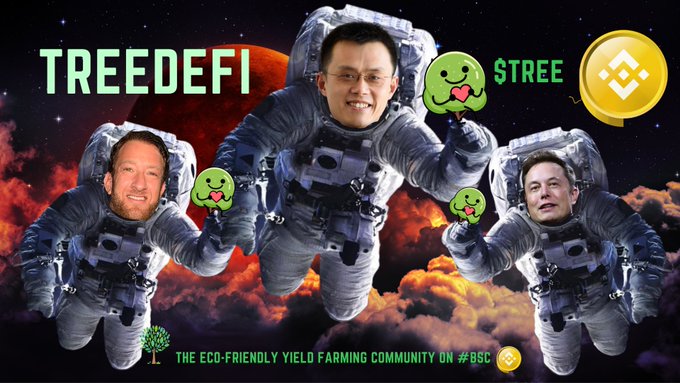 TREEDEFI
$TREE
THE ECO-FRIENDLY YIELD FARMING COMMUNITY ON #BSC